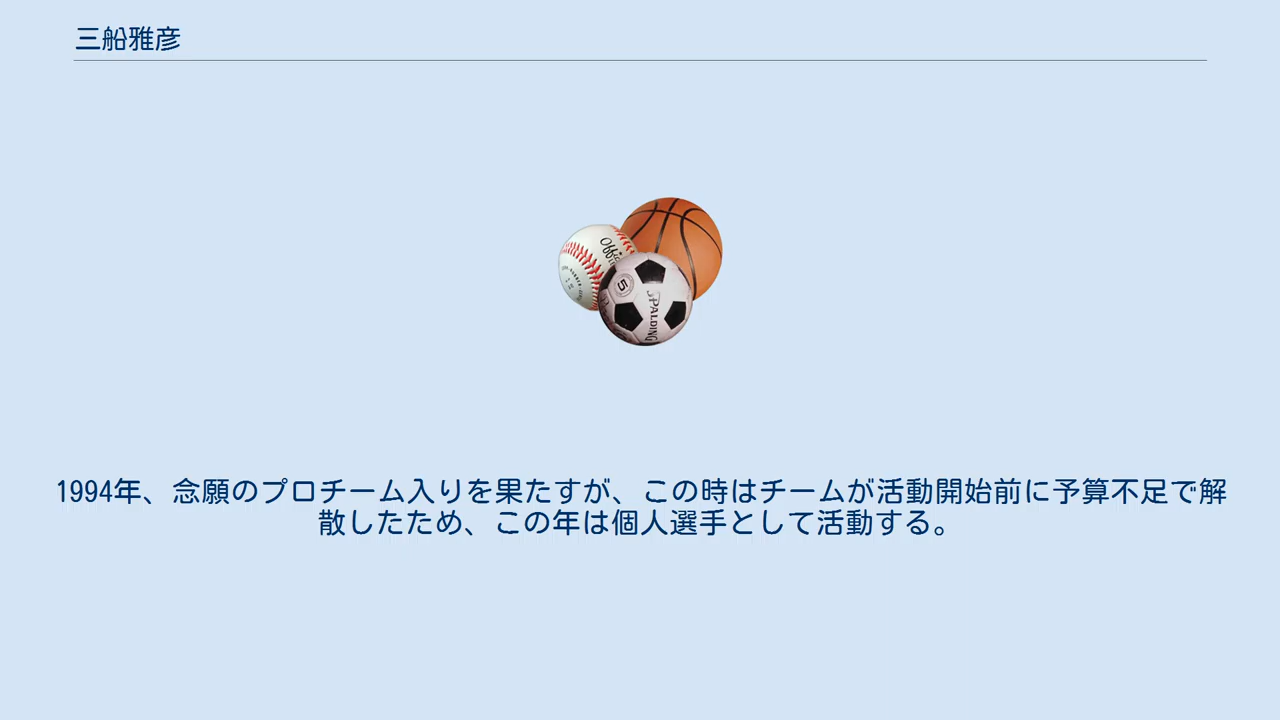 三船雅彦
Offic
5
SPALDING
1994年、念願のプロチーム入りを果たすが、この時はチームが活動開始前に予算不足で解
散したため、この年は個人選手として活動する。